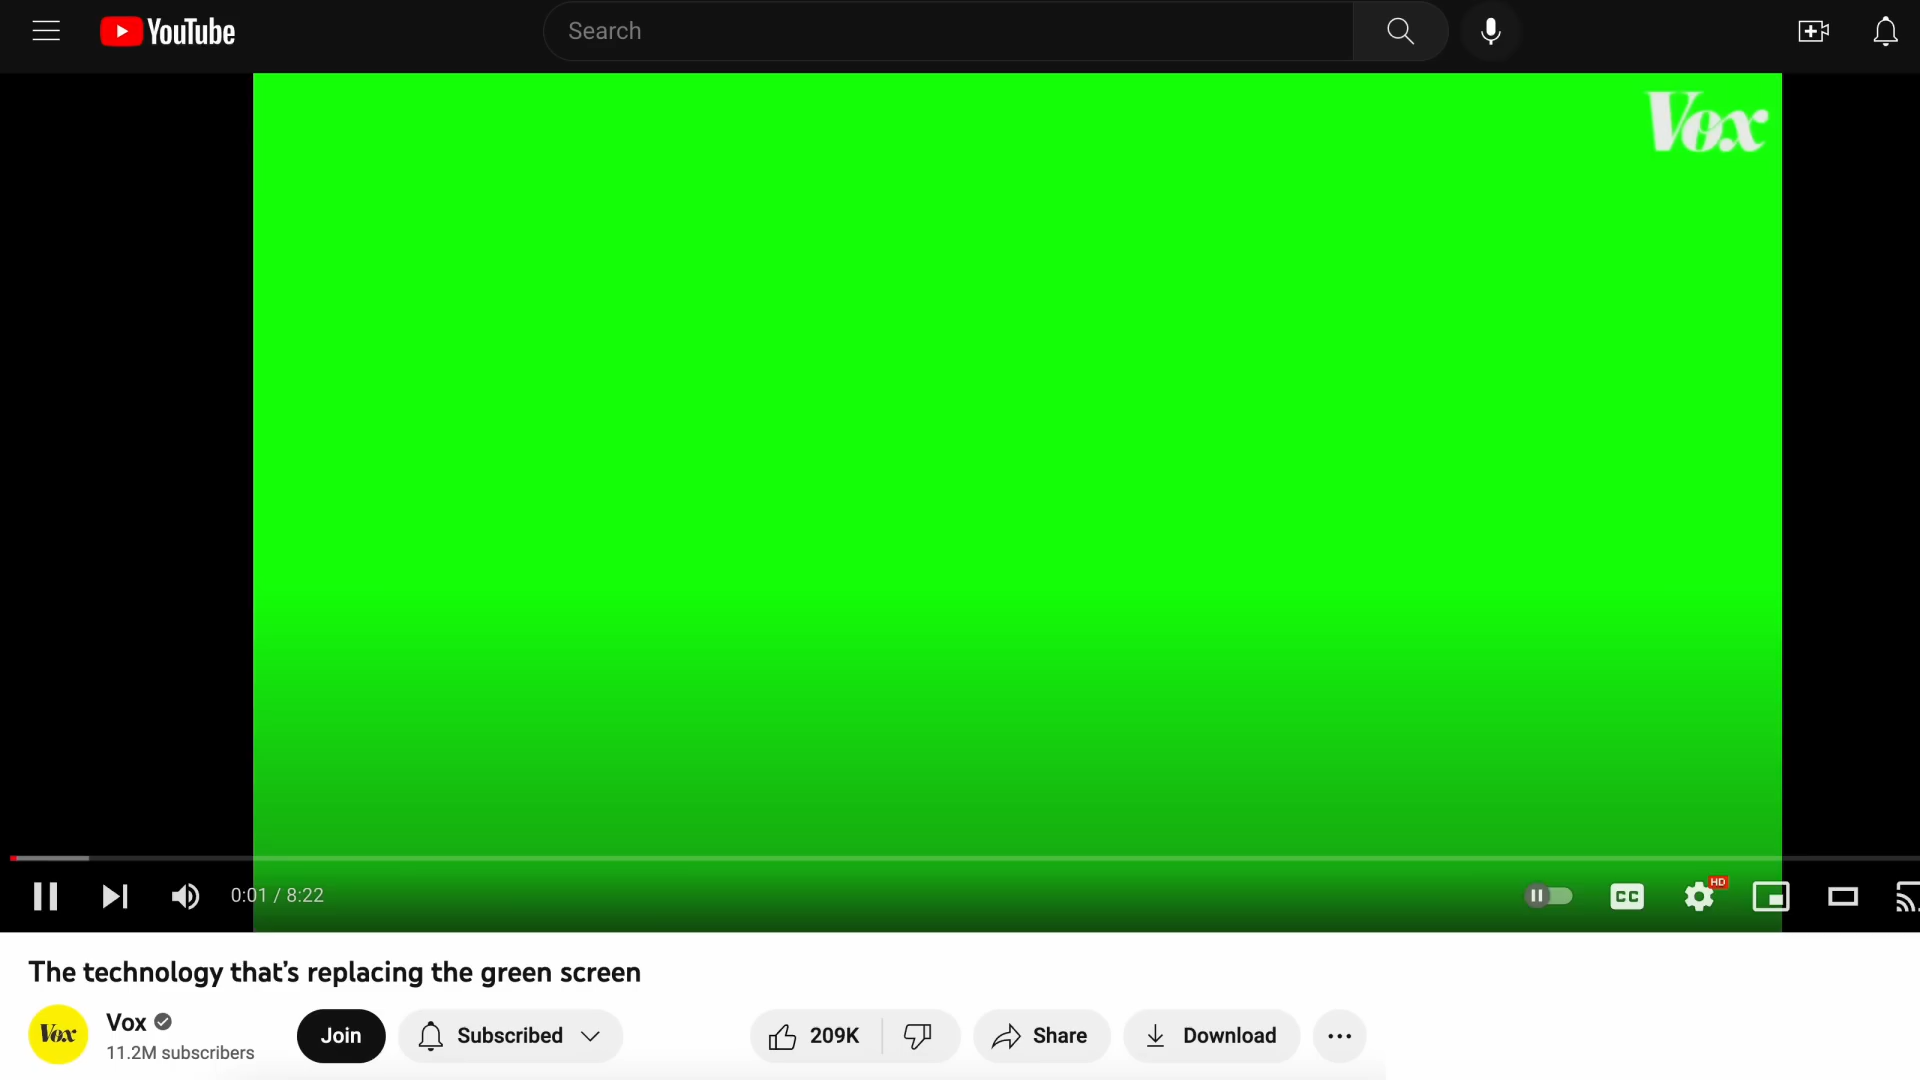 YouTube
Search
Vox
0:01 / 8:22
CC
HD
The technology that’s replacing the green screen
Vox
Vox
11.2M subscribers
Join
Subscribed
209K
Share
Download